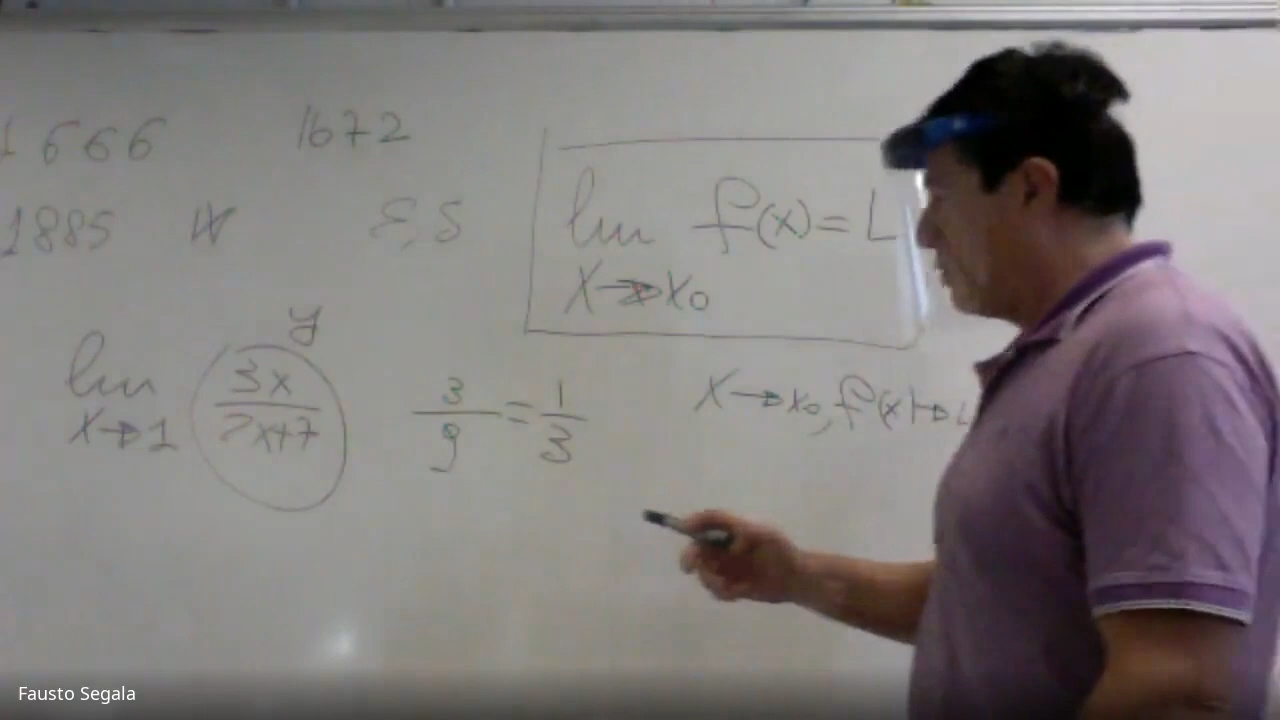 1666 1672
1885 W ε, δ
lim f(x) = L
x→x₀
y
lim 3x/2x+7 3/9 = 1/3
x→1
x→x₀, f(x)→L
Fausto Segala